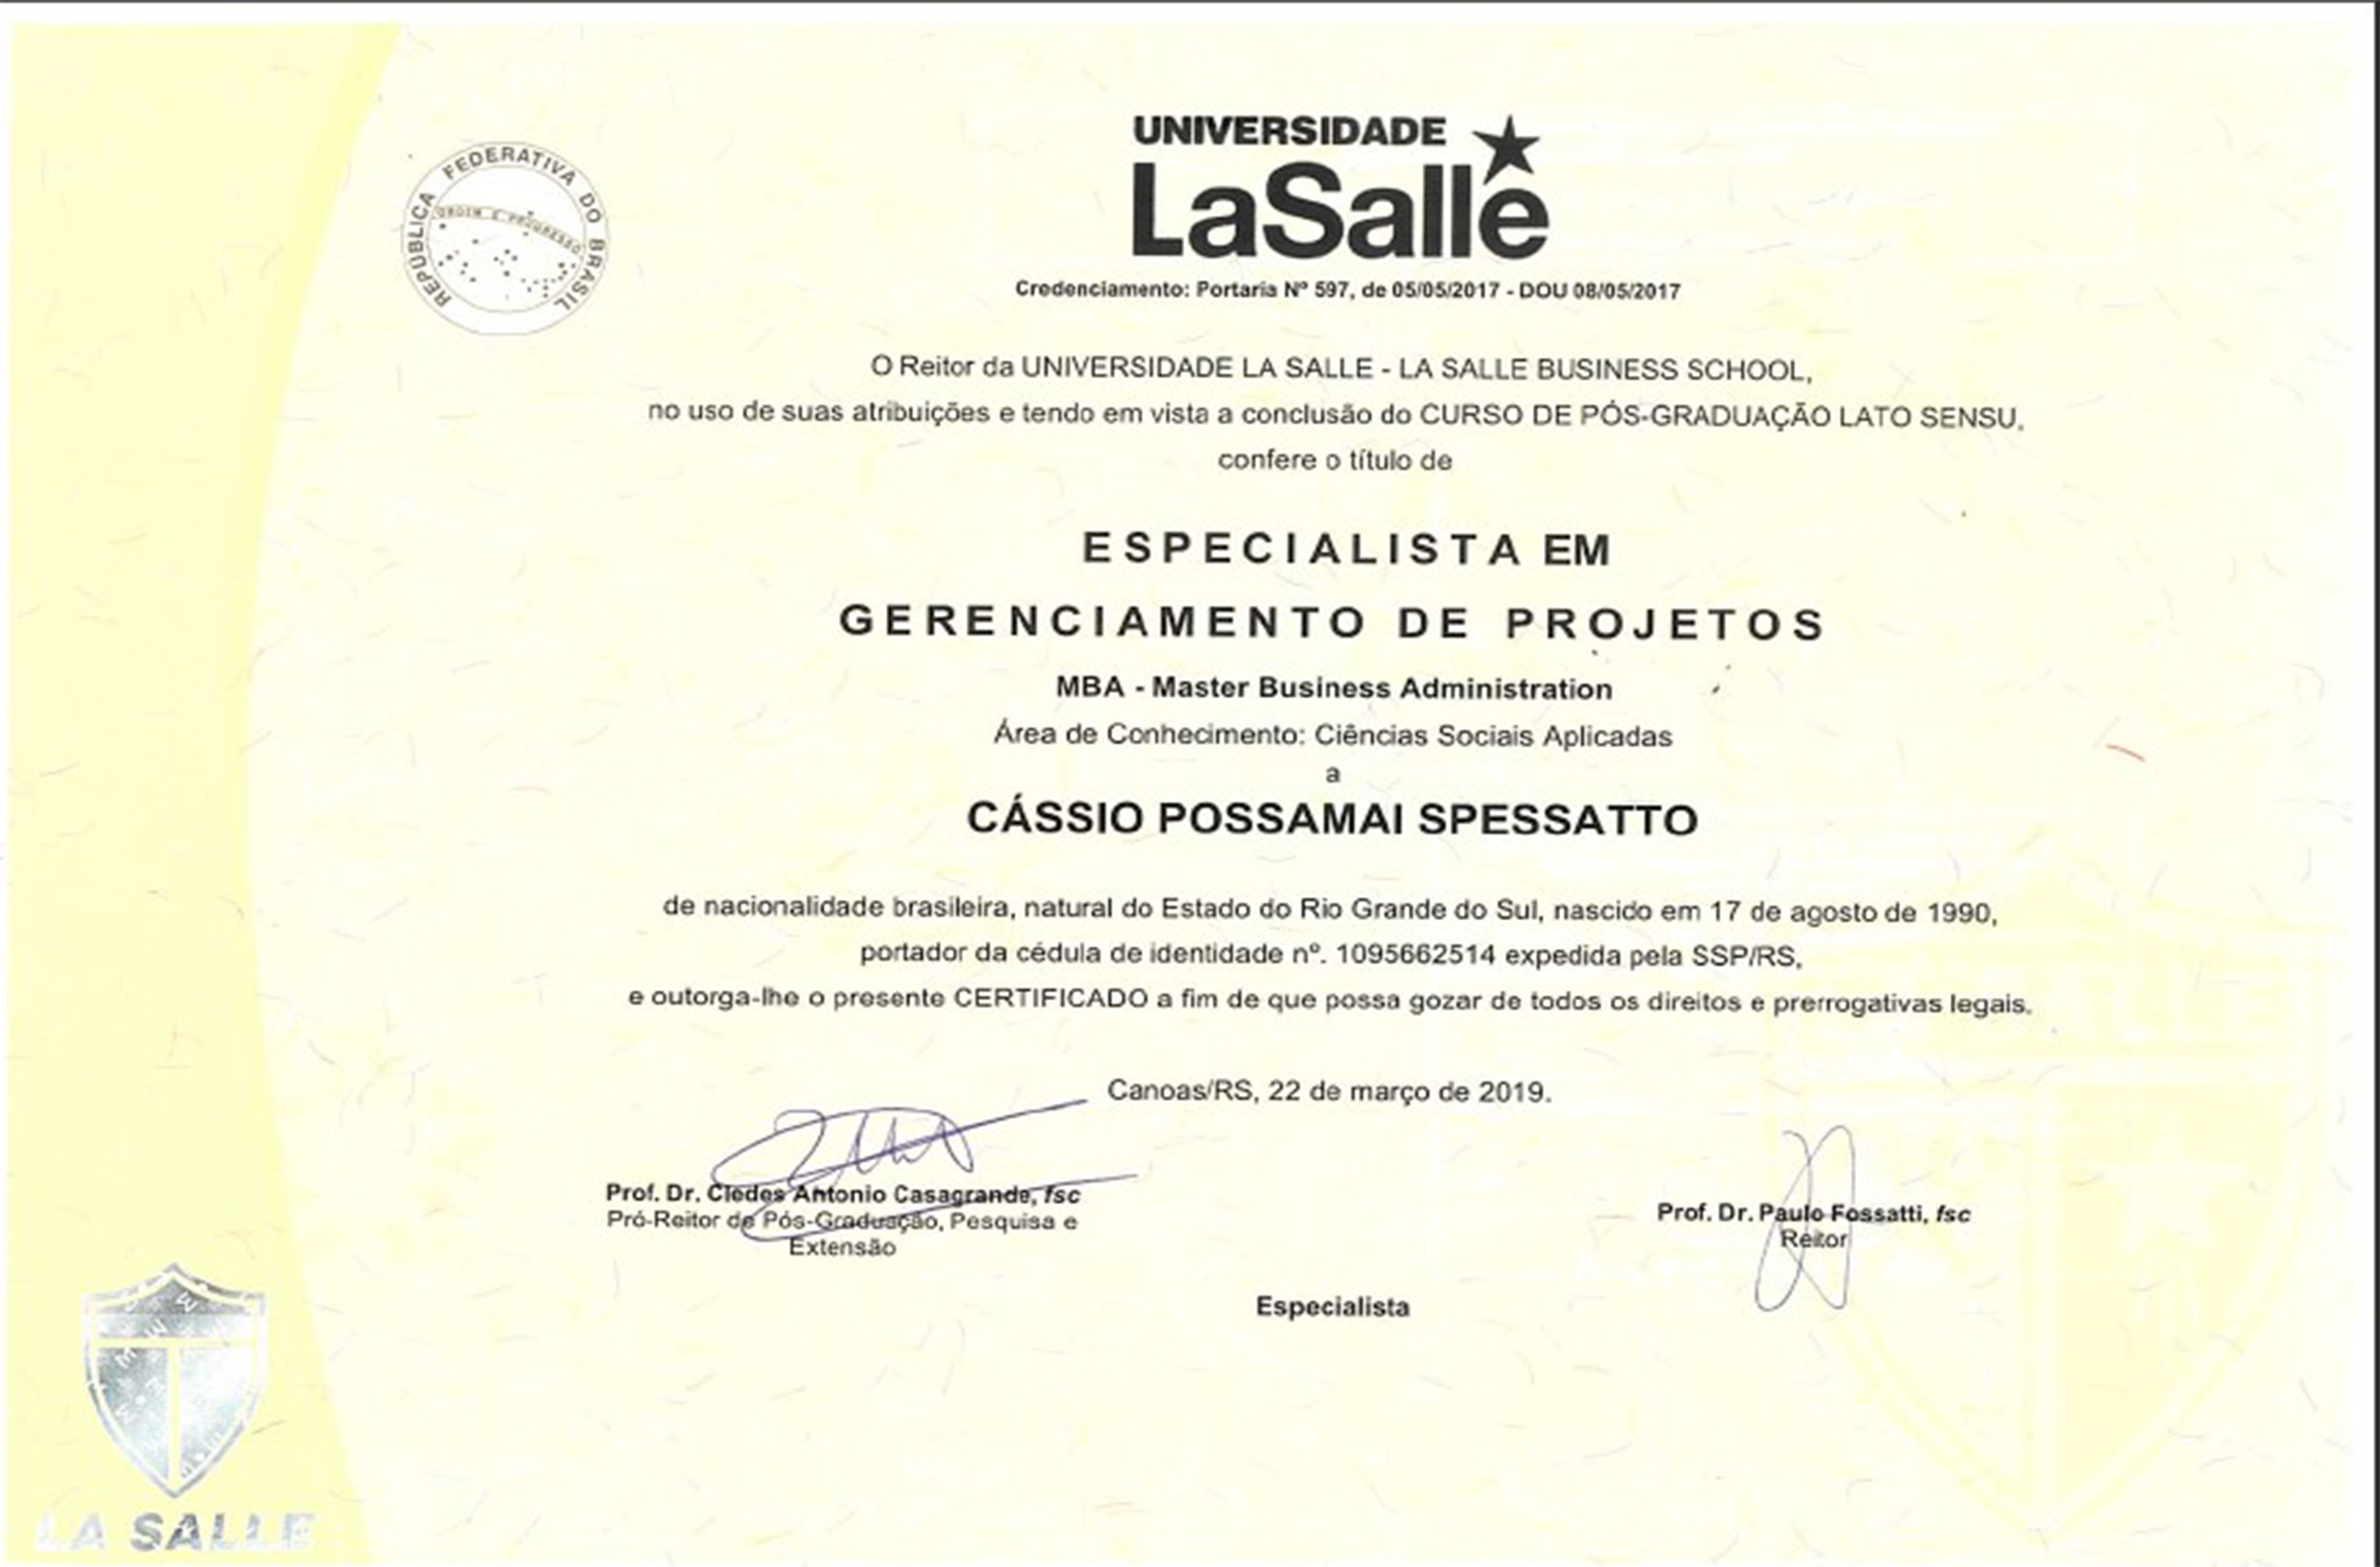 REPÚBLICA FEDERATIVA DO BRASIL
ORDEM E PROGRESSO
UNIVERSIDADE
LaSalle
Credenciamento: Portaria Nº 597, de 05/05/2017 - DOU 08/05/2017
O Reitor da UNIVERSIDADE LA SALLE - LA SALLE BUSINESS SCHOOL,
no uso de suas atribuições e tendo em vista a conclusão do CURSO DE PÓS-GRADUAÇÃO LATO SENSU,
confere o título de
ESPECIALISTA EM
GERENCIAMENTO DE PROJETOS
MBA - Master Business Administration
Área de Conhecimento: Ciências Sociais Aplicadas
a
CÁSSIO POSSAMAI SPESSATTO
de nacionalidade brasileira, natural do Estado do Rio Grande do Sul, nascido em 17 de agosto de 1990,
portador da cédula de identidade nº. 1095662514 expedida pela SSP/RS,
e outorga-lhe o presente CERTIFICADO a fim de que possa gozar de todos os direitos e prerrogativas legais.
Canoas/RS, 22 de março de 2019.
Prof. Dr. Cledes Antonio Casagrande, fsc
Pró-Reitor de Pós-Graduação, Pesquisa e
Extensão
Prof. Dr. Paulo Fossatti, fsc
Reitor
Especialista
LA SALLE